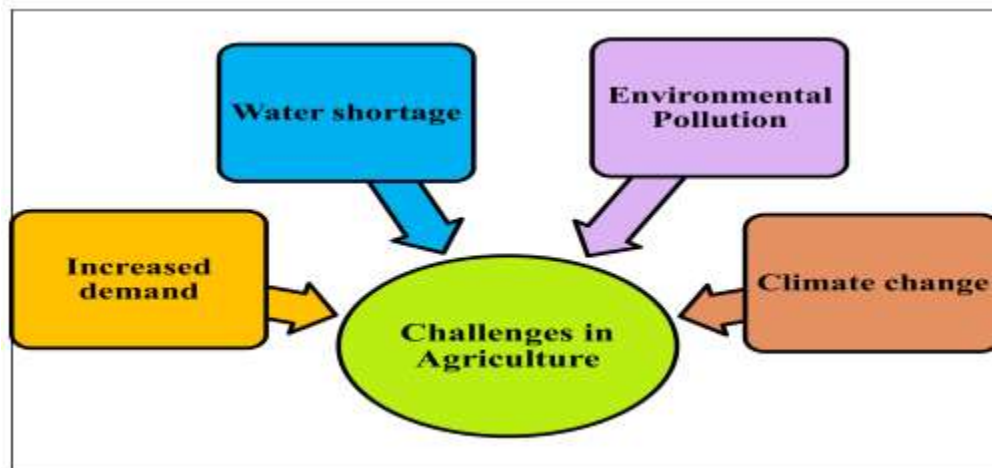 Water shortage
Environmental
Pollution
Increased
demand
Climate change
Challenges in
Agriculture